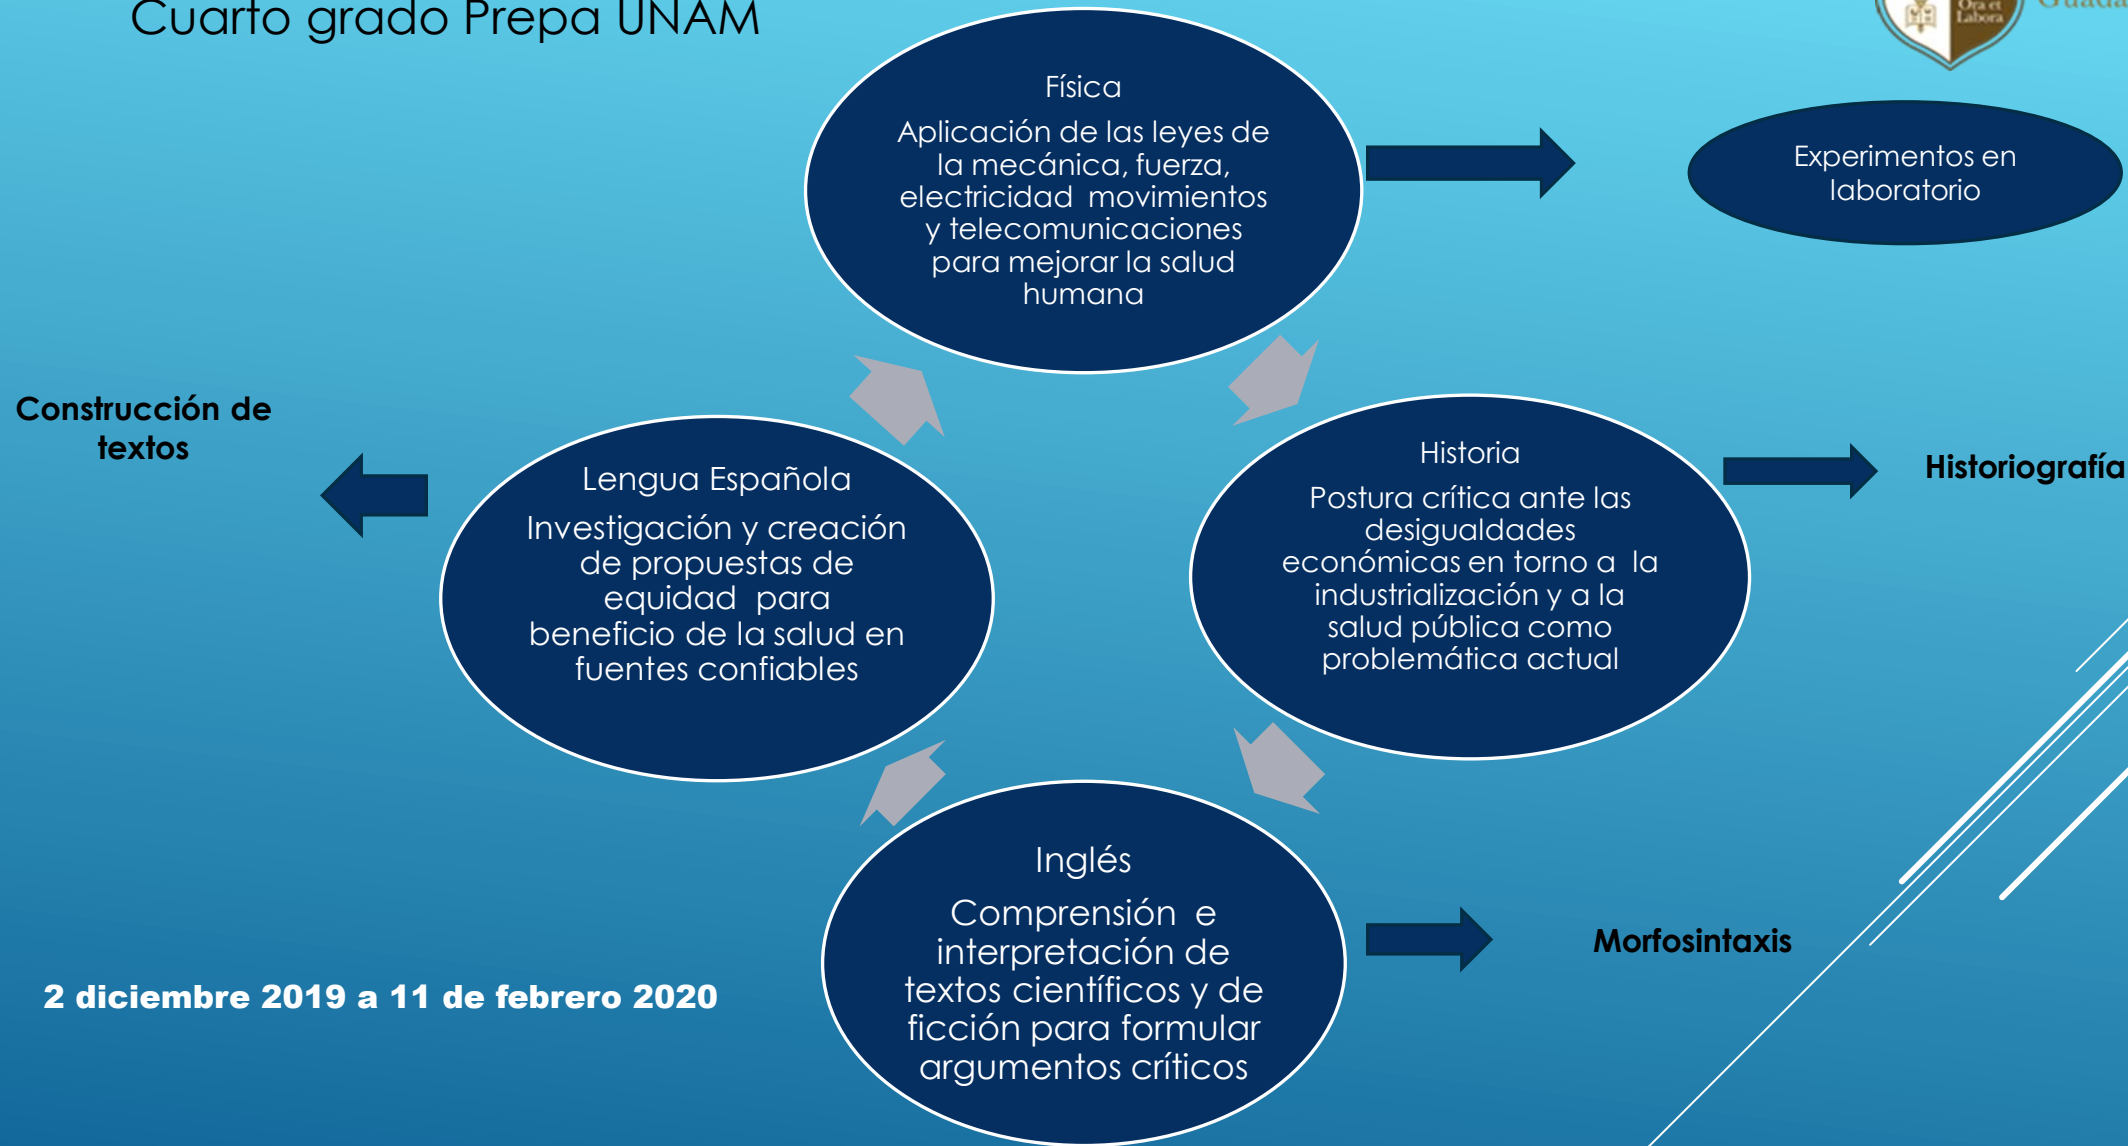 Cuarto grado Prepa UNAM
Ora et
Labora
Física
Aplicación de las leyes de
la mecánica, fuerza,
electricidad movimientos
y telecomunicaciones
para mejorar la salud
humana
Experimentos en
laboratorio
Construcción de
textos
Lengua Española
Investigación y creación
de propuestas de
equidad para
beneficio de la salud en
fuentes confiables
Historia
Postura crítica ante las
desigualdades
económicas en torno a la
industrialización y a la
salud pública como
problemática actual
Historiografía
Inglés
Comprensión e
interpretación de
textos científicos y de
ficción para formular
argumentos críticos
Morfosintaxis
2 diciembre 2019 a 11 de febrero 2020